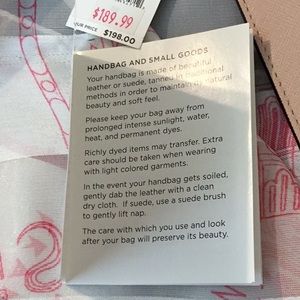 $189.99
OUR PRICE $198.00
HANDBAG AND SMALL GOODS
Your handbag is made of beautiful
leather or suede, tanned in traditional
methods in order to maintain its natural
beauty and soft feel.
Please keep your bag away from
prolonged intense sunlight, water,
heat, and permanent dyes.
Richly dyed items may transfer. Extra
care should be taken when wearing
with light colored garments.
In the event your handbag gets soiled,
gently dab the leather with a clean
dry cloth. If suede, use a suede brush
to gently lift nap.
The care with which you use and look
after your bag will preserve its beauty.